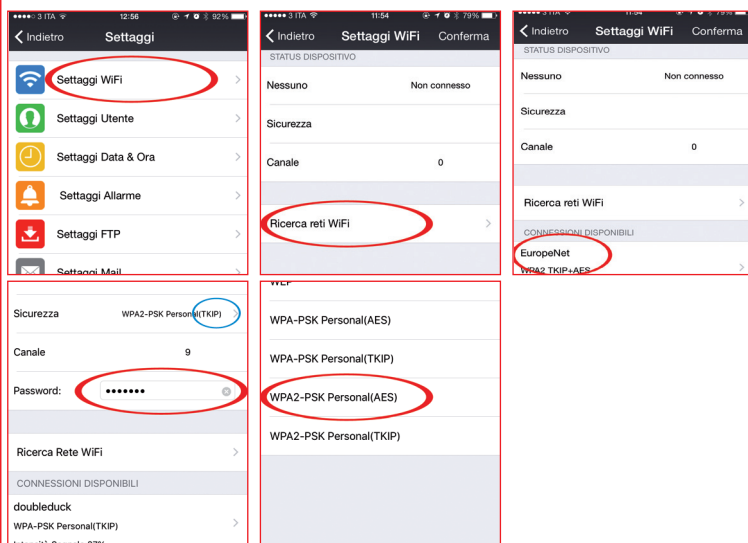 ●●●●○ 3 ITA 12:56 92%
Indietro Settaggi
Settaggi WiFi
Settaggi Utente
Settaggi Data & Ora
Settaggi Allarme
Settaggi FTP
Settaggi Mail
●●●●● 3 ITA 11:54 79%
Indietro Settaggi WiFi Conferma
STATUS DISPOSITIVO
Nessuno Non connesso
Sicurezza
Canale 0
Ricerca reti WiFi
●●●●● 3 ITA 11:54 79%
Indietro Settaggi WiFi Conferma
STATUS DISPOSITIVO
Nessuno Non connesso
Sicurezza
Canale 0
Ricerca reti WiFi
CONNESSIONI DISPONIBILI
EuropeNet
WPA2 TKIP+AES
Sicurezza WPA2-PSK Personal(TKIP)
Canale 9
Password: •••••••
Ricerca Rete WiFi
CONNESSIONI DISPONIBILI
doubleduck
WPA-PSK Personal(TKIP)
WEP
WPA-PSK Personal(AES)
WPA-PSK Personal(TKIP)
WPA2-PSK Personal(AES)
WPA2-PSK Personal(TKIP)